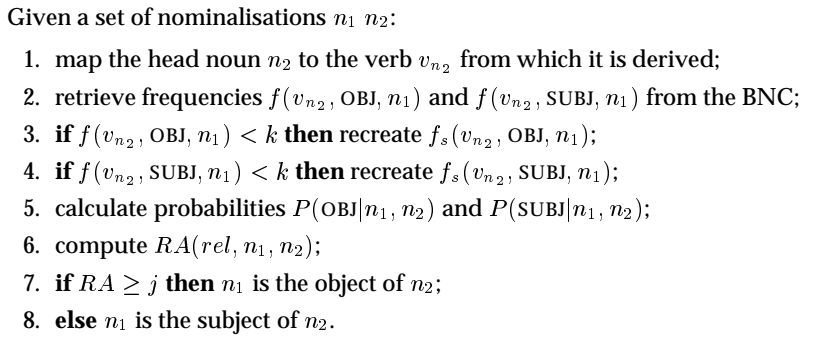 Given a set of nominalisations n₁ n₂:
1. map the head noun n₂ to the verb vₙ₂ from which it is derived;
2. retrieve frequencies f(vₙ₂, OBJ, n₁) and f(vₙ₂, SUBJ, n₁) from the BNC;
3. if f(vₙ₂, OBJ, n₁) < k then recreate fₛ(vₙ₂, OBJ, n₁);
4. if f(vₙ₂, SUBJ, n₁) < k then recreate fₛ(vₙ₂, SUBJ, n₁);
5. calculate probabilities P(OBJ|n₁, n₂) and P(SUBJ|n₁, n₂);
6. compute RA(rel, n₁, n₂);
7. if RA ≥ j then n₁ is the object of n₂;
8. else n₁ is the subject of n₂.